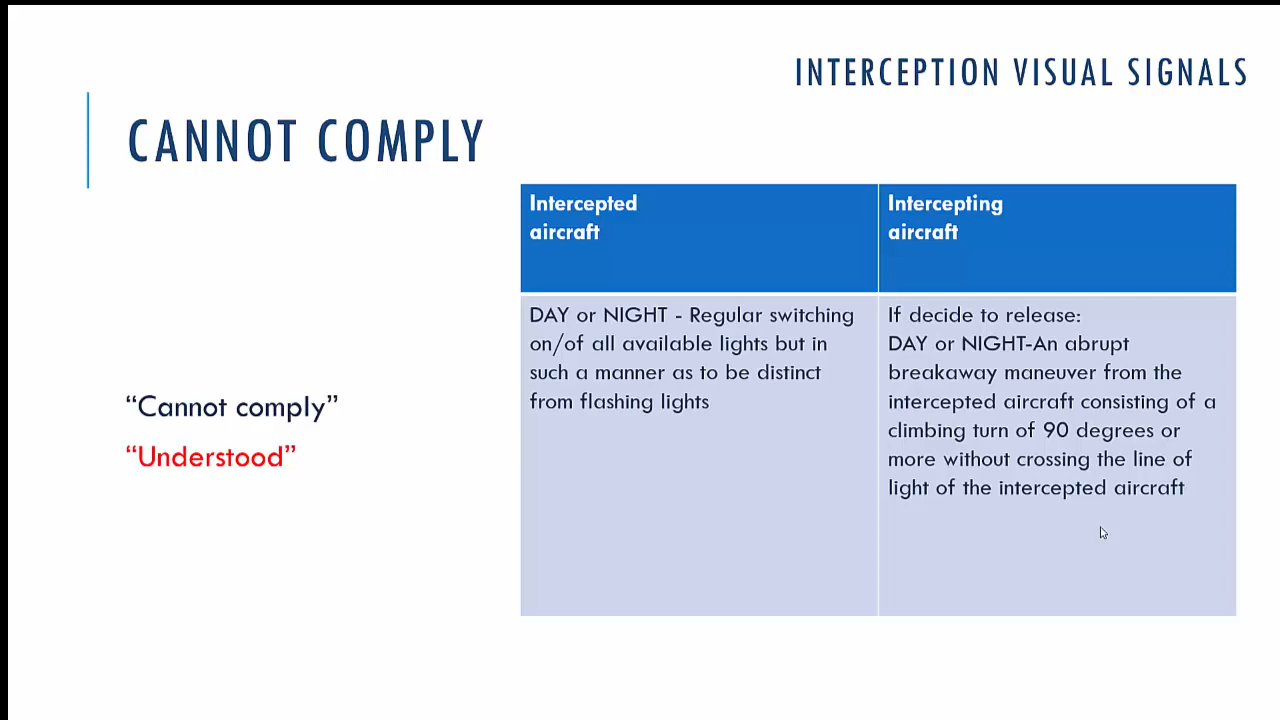 INTERCEPTION VISUAL SIGNALS
CANNOT COMPLY
Intercepted
aircraft
Intercepting
aircraft
DAY or NIGHT - Regular switching
on/of all available lights but in
such a manner as to be distinct
from flashing lights
If decide to release:
DAY or NIGHT-An abrupt
breakaway maneuver from the
intercepted aircraft consisting of a
climbing turn of 90 degrees or
more without crossing the line of
light of the intercepted aircraft
“Cannot comply”
“Understood”